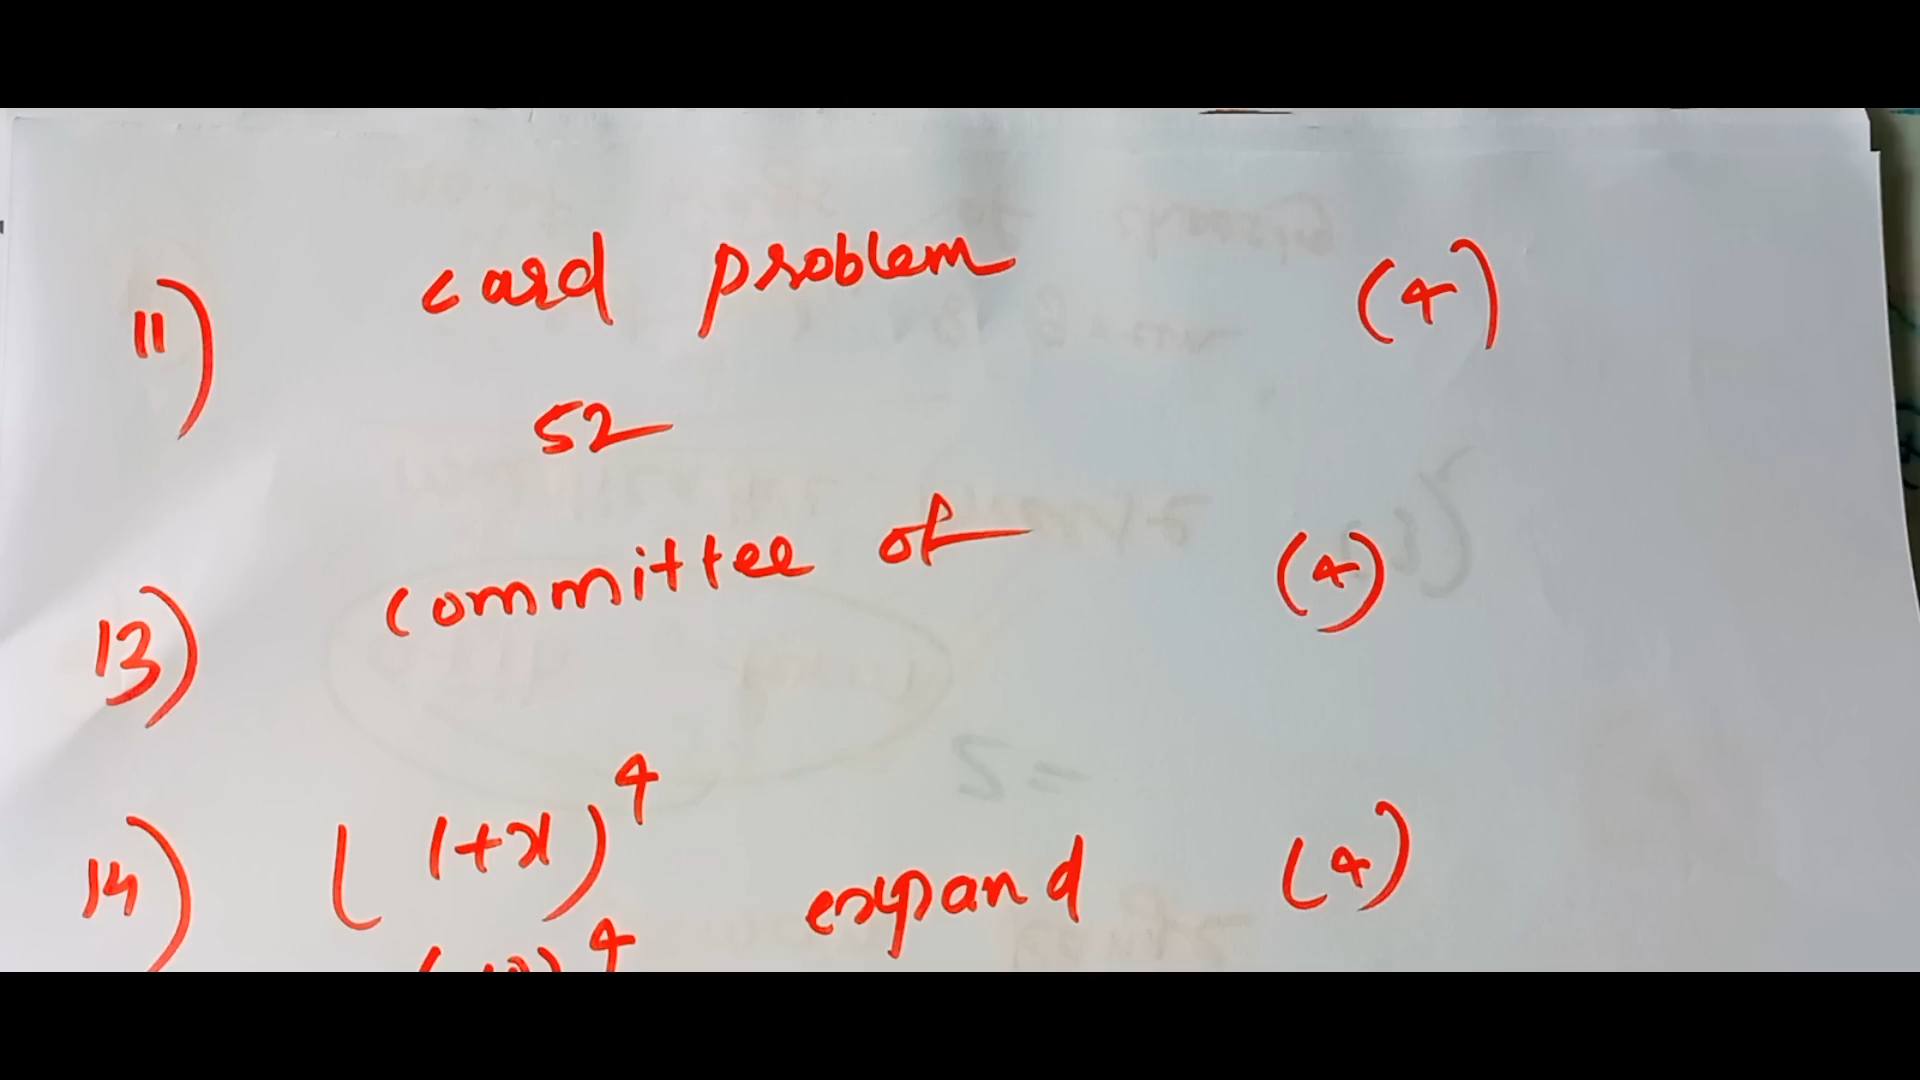 11) card problem (4)
52
13) committee of (4)
14) (1+x)^4 expand (4)